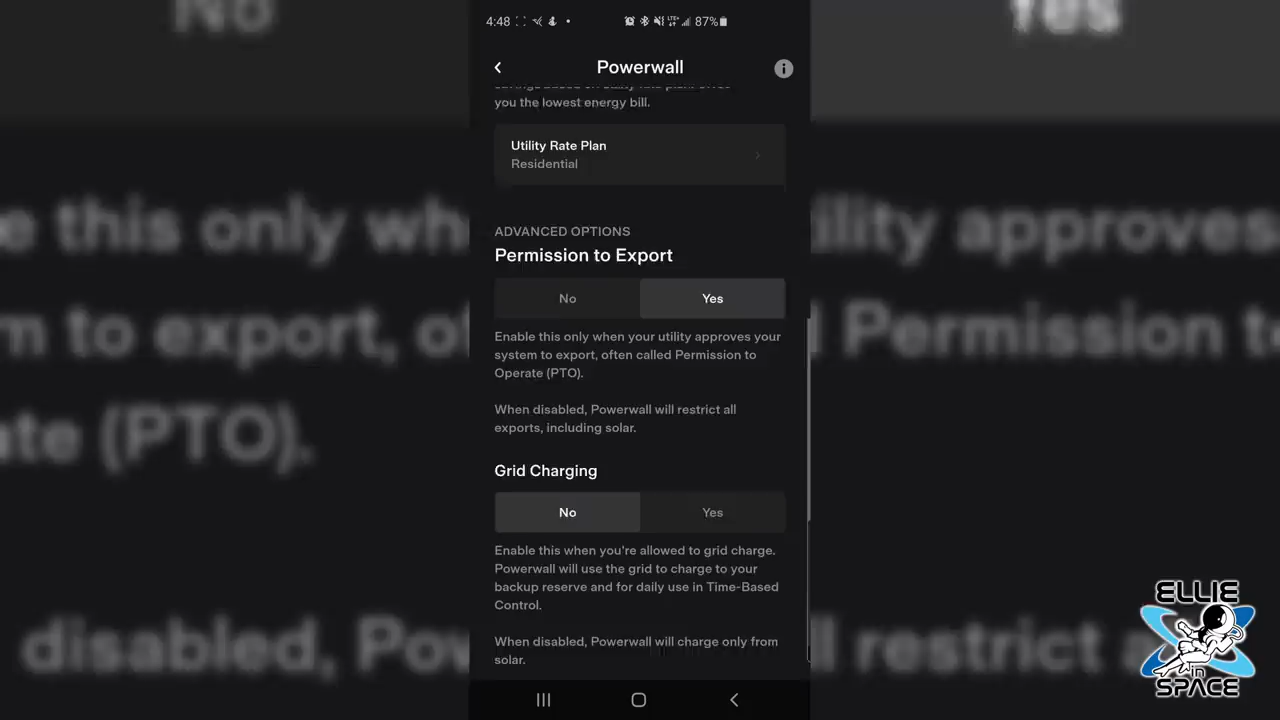 4:48
87%
Powerwall
you the lowest energy bill.
Utility Rate Plan
Residential
ADVANCED OPTIONS
Permission to Export
No Yes
Enable this only when your utility approves your
system to export, often called Permission to
Operate (PTO).
When disabled, Powerwall will restrict all
exports, including solar.
Grid Charging
No Yes
Enable this when you're allowed to grid charge.
Powerwall will use the grid to charge to your
backup reserve and for daily use in Time-Based
Control.
When disabled, Powerwall will charge only from
solar.
ELLIE
in
SPACE